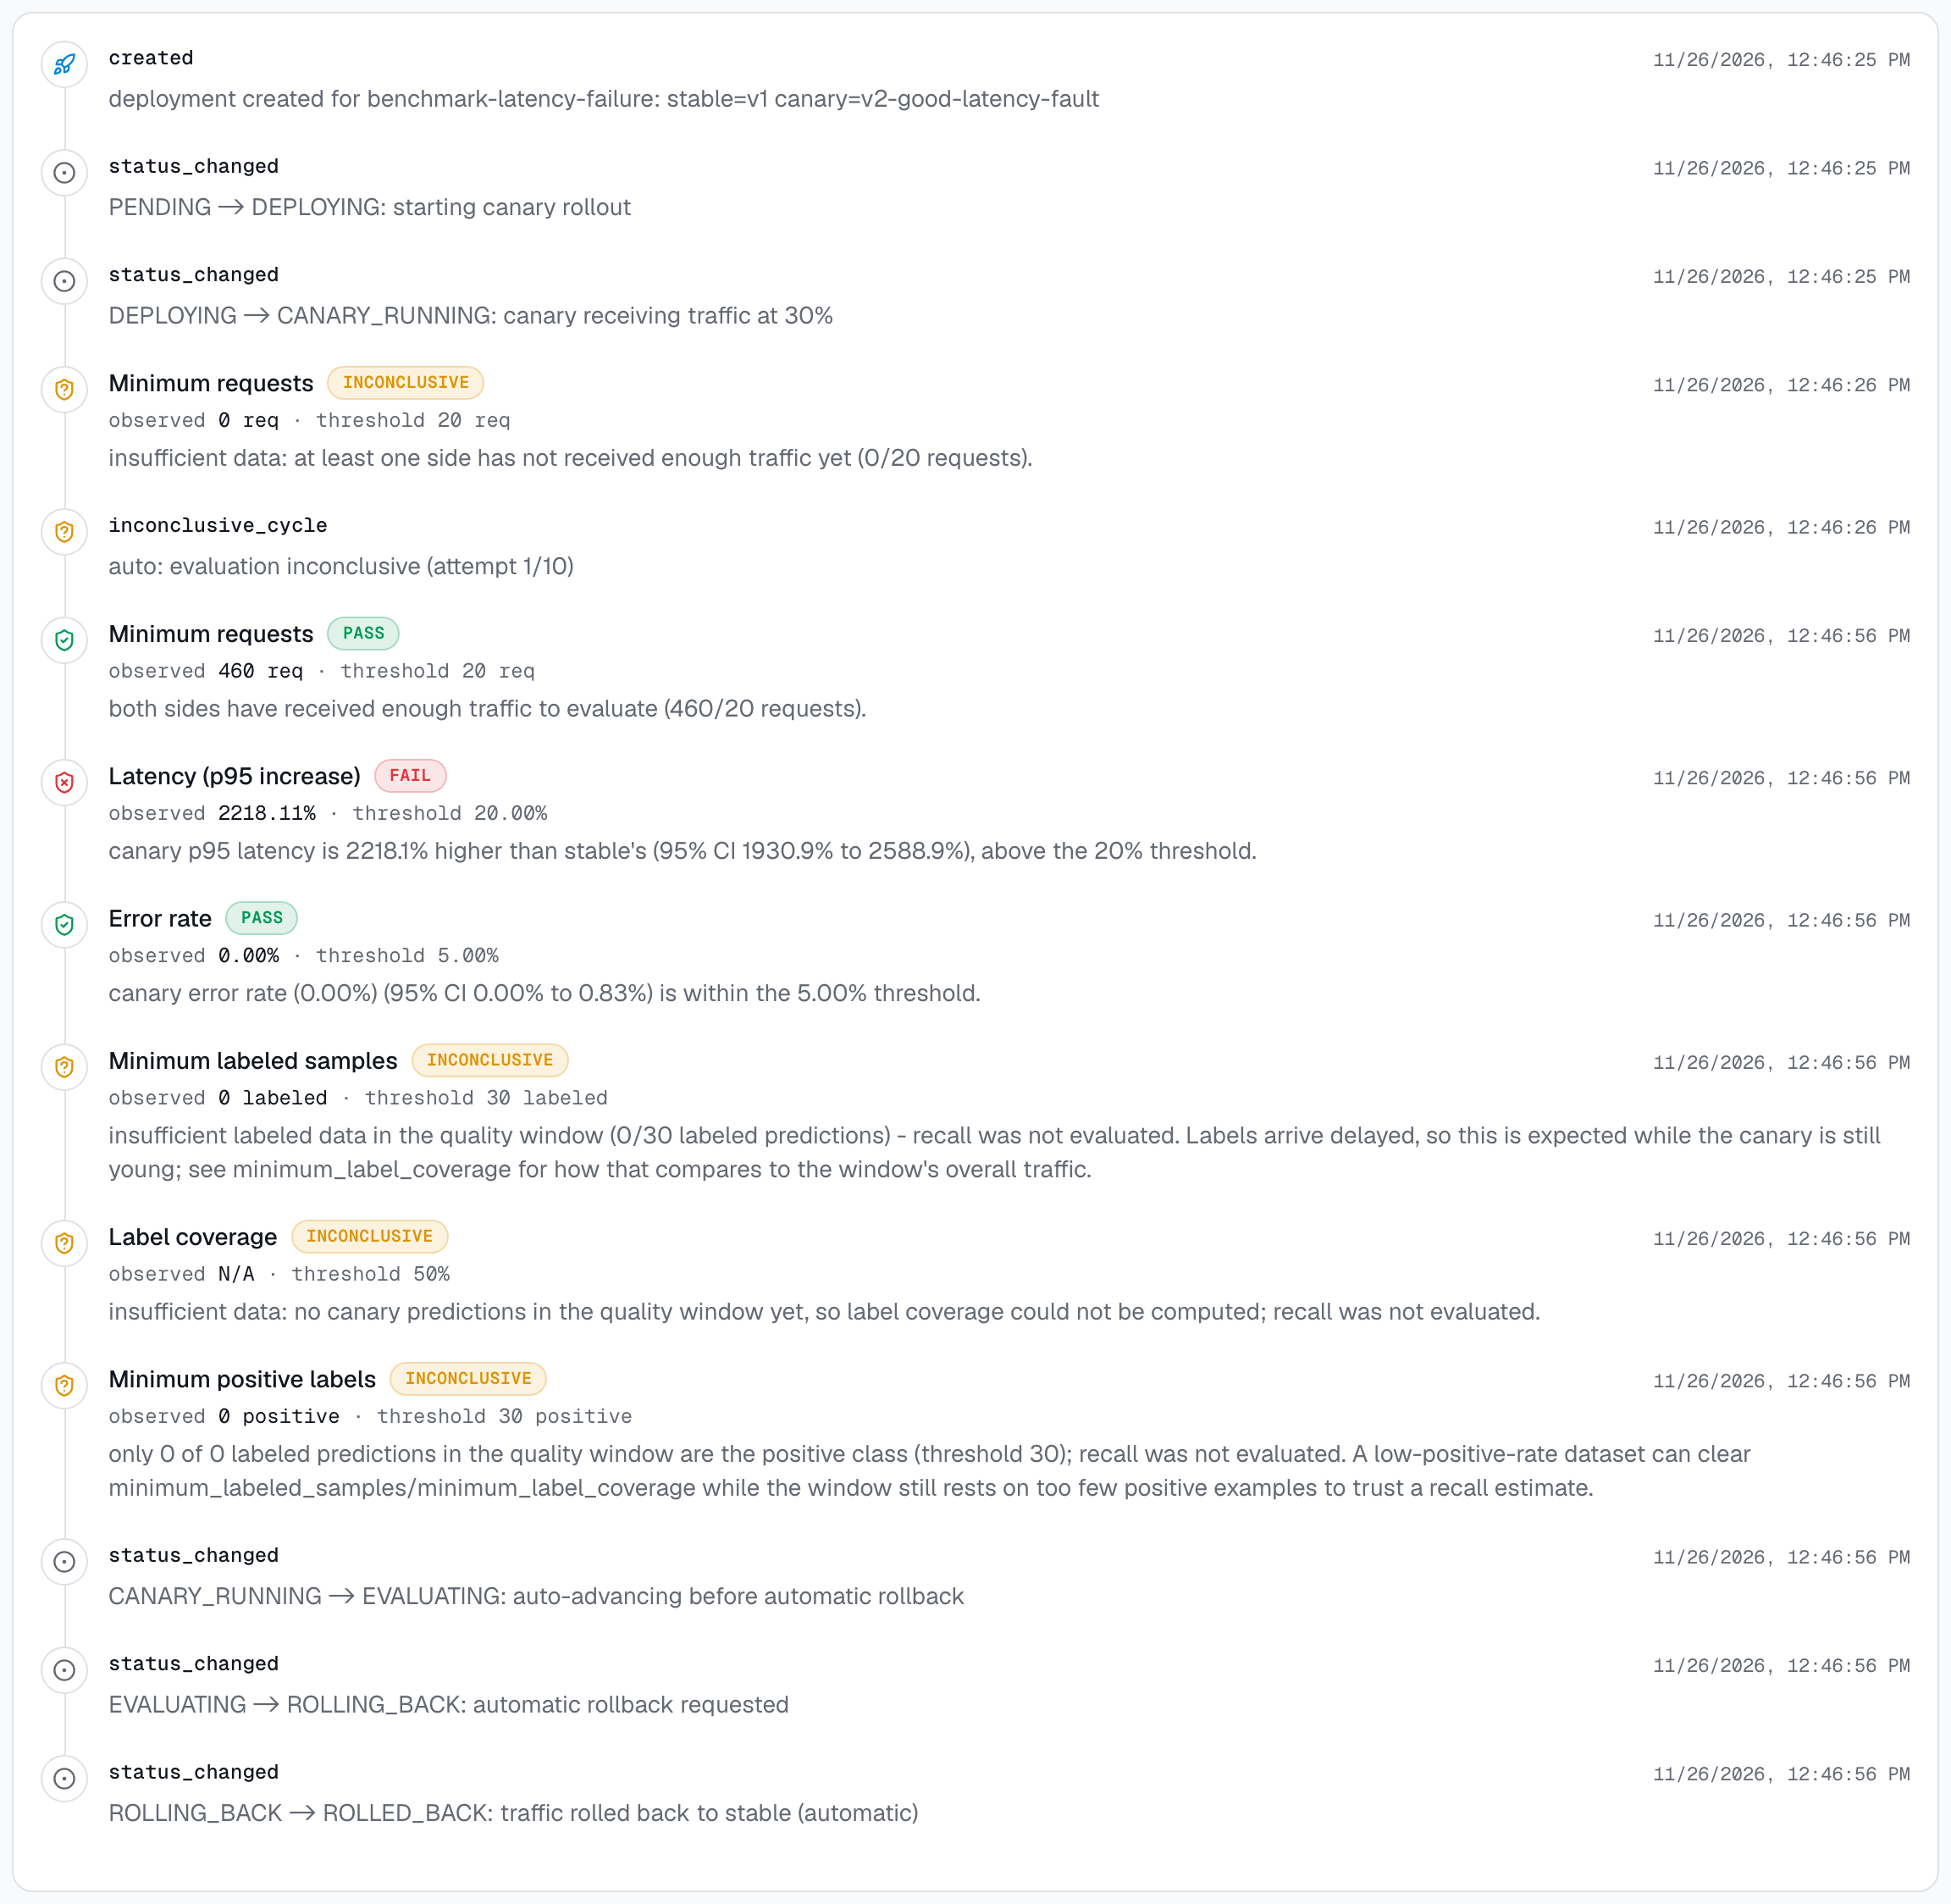 created
11/26/2026, 12:46:25 PM
deployment created for benchmark-latency-failure: stable=v1 canary=v2-good-latency-fault
status_changed
11/26/2026, 12:46:25 PM
PENDING → DEPLOYING: starting canary rollout
status_changed
11/26/2026, 12:46:25 PM
DEPLOYING → CANARY_RUNNING: canary receiving traffic at 30%
Minimum requests INCONCLUSIVE
11/26/2026, 12:46:26 PM
observed 0 req · threshold 20 req
insufficient data: at least one side has not received enough traffic yet (0/20 requests).
inconclusive_cycle
11/26/2026, 12:46:26 PM
auto: evaluation inconclusive (attempt 1/10)
Minimum requests PASS
11/26/2026, 12:46:56 PM
observed 460 req · threshold 20 req
both sides have received enough traffic to evaluate (460/20 requests).
Latency (p95 increase) FAIL
11/26/2026, 12:46:56 PM
observed 2218.11% · threshold 20.00%
canary p95 latency is 2218.1% higher than stable's (95% CI 1930.9% to 2588.9%), above the 20% threshold.
Error rate PASS
11/26/2026, 12:46:56 PM
observed 0.00% · threshold 5.00%
canary error rate (0.00%) (95% CI 0.00% to 0.83%) is within the 5.00% threshold.
Minimum labeled samples INCONCLUSIVE
11/26/2026, 12:46:56 PM
observed 0 labeled · threshold 30 labeled
insufficient labeled data in the quality window (0/30 labeled predictions) - recall was not evaluated. Labels arrive delayed, so this is expected while the canary is still
young; see minimum_label_coverage for how that compares to the window's overall traffic.
Label coverage INCONCLUSIVE
11/26/2026, 12:46:56 PM
observed N/A · threshold 50%
insufficient data: no canary predictions in the quality window yet, so label coverage could not be computed; recall was not evaluated.
Minimum positive labels INCONCLUSIVE
11/26/2026, 12:46:56 PM
observed 0 positive · threshold 30 positive
only 0 of 0 labeled predictions in the quality window are the positive class (threshold 30); recall was not evaluated. A low-positive-rate dataset can clear
minimum_labeled_samples/minimum_label_coverage while the window still rests on too few positive examples to trust a recall estimate.
status_changed
11/26/2026, 12:46:56 PM
CANARY_RUNNING → EVALUATING: auto-advancing before automatic rollback
status_changed
11/26/2026, 12:46:56 PM
EVALUATING → ROLLING_BACK: automatic rollback requested
status_changed
11/26/2026, 12:46:56 PM
ROLLING_BACK → ROLLED_BACK: traffic rolled back to stable (automatic)